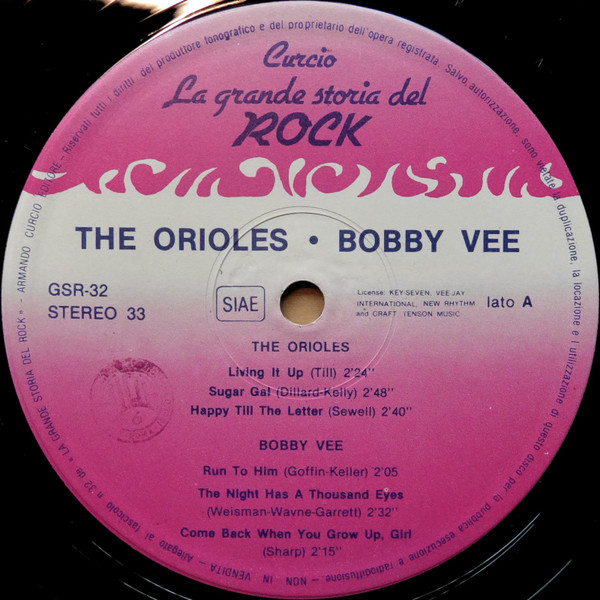 Riservati tutti i diritti del produttore fonografico e del proprietario dell'opera registrata. Salvo autorizzazione, sono vietate la duplicazione, la locazione e l'utilizzazione di questo disco per la pubblica esecuzione e radiodiffusione
Curcio
La grande storia del
ROCK
THE ORIOLES • BOBBY VEE
GSR-32
STEREO 33
SIAE
License: KEY-SEVEN, VEE-JAY
INTERNATIONAL, NEW RHYTHM
and CRAFT, ENSON MUSIC
lato A
THE ORIOLES
Living It Up (Till) 2'24"
Sugar Gal (Dillard-Kelly) 2'48''
Happy Till The Letter (Sewell) 2'40''
BOBBY VEE
Run To Him (Goffin-Keller) 2'05
The Night Has A Thousand Eyes
(Weisman-Wayne-Garrett) 2'32''
Come Back When You Grow Up, Girl
(Sharp) 2'15''
NON IN VENDITA - Allegato al fascicolo n. 32 de «LA GRANDE STORIA DEL ROCK» - ARMANDO CURCIO EDITORE -